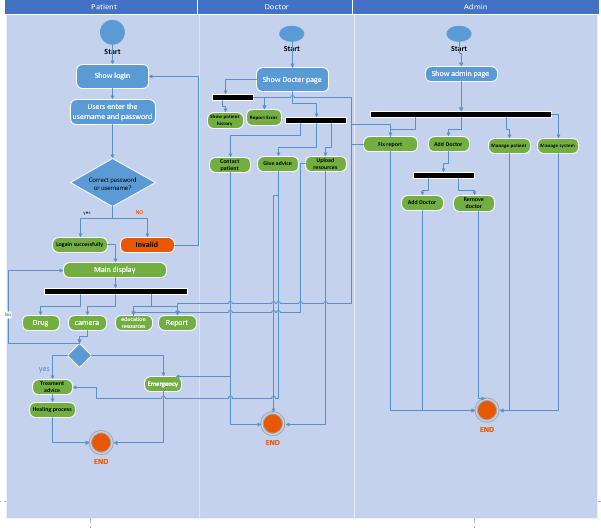 Patient
Doctor
Admin
Start
Start
Start
Show login
Show Docter page
Show admin page
Users enter the
username and password
Show patient
history
Report Error
Fix report
Add Doctor
Manage patient
Manage system
Contact
patient
Give advice
Upload
resources
Correct password
or username?
Add Doctor
Remove
doctor
yes
NO
Logain successfully
Invalid
Main display
No
Drug
camera
education
resources
Report
yes
Treatment
advice
Emergency
Healing process
END
END
END